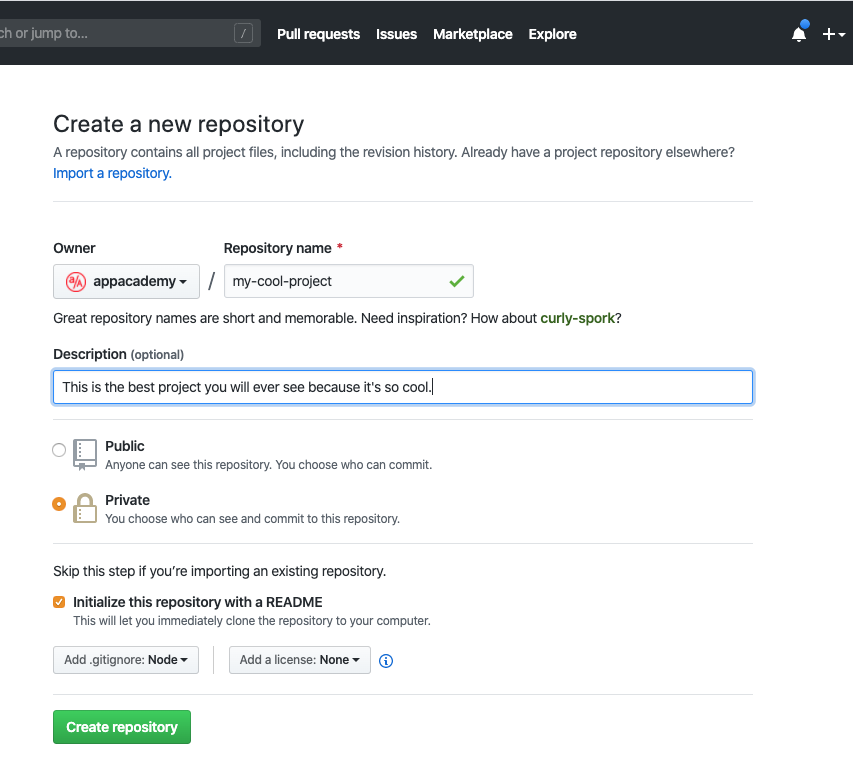 ch or jump to... /
Pull requests Issues Marketplace Explore
Create a new repository
A repository contains all project files, including the revision history. Already have a project repository elsewhere?
Import a repository.
Owner Repository name *
a/A appacademy / my-cool-project
Great repository names are short and memorable. Need inspiration? How about curly-spork?
Description (optional)
This is the best project you will ever see because it's so cool.
Public
Anyone can see this repository. You choose who can commit.
Private
You choose who can see and commit to this repository.
Skip this step if you’re importing an existing repository.
Initialize this repository with a README
This will let you immediately clone the repository to your computer.
Add .gitignore: Node Add a license: None
Create repository